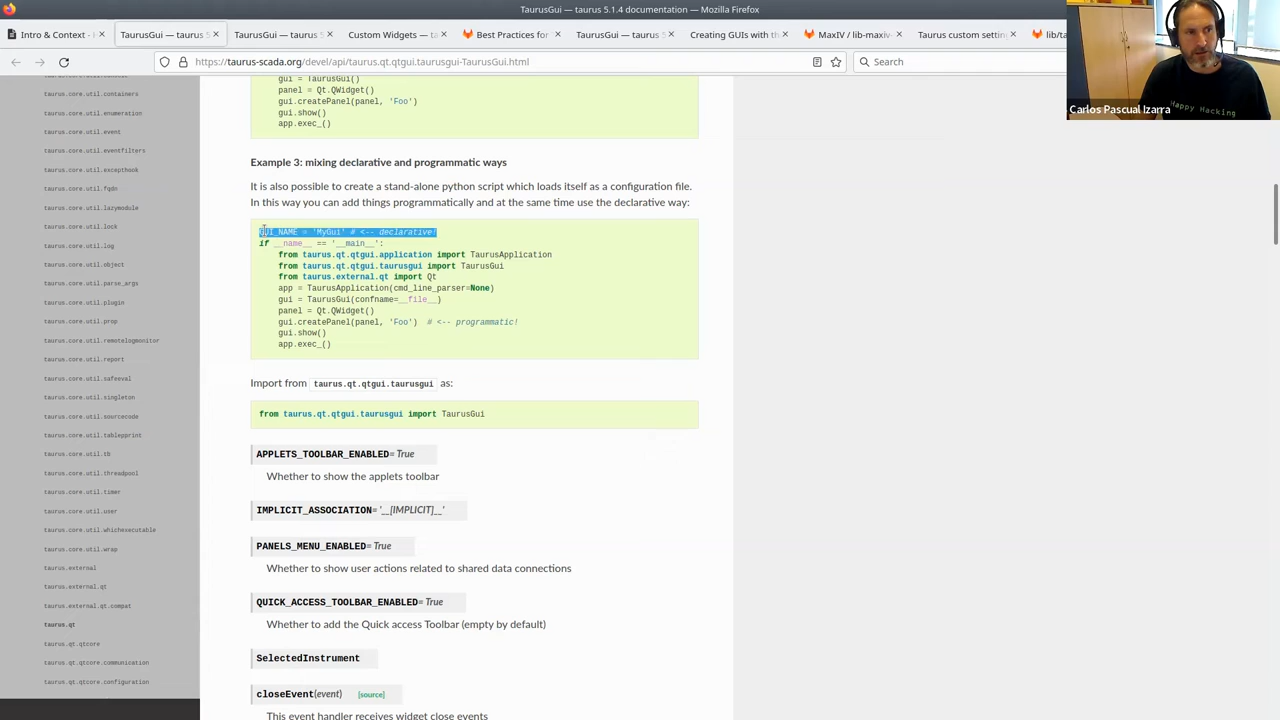 TaurusGui — taurus 5.1.4 documentation — Mozilla Firefox
Intro & Context - i
TaurusGui — taurus
TaurusGui — taurus
Custom Widgets — ta
Best Practices for
TaurusGui — taurus
Creating GUIs with th
MaxIV / lib-maxiv-
Taurus custom setting
lib/ta
https://taurus-scada.org/devel/api/taurus.qt.qtgui.taurusgui-TaurusGui.html
Search
Carlos Pascual Izarra
Happy Hacking
taurus.core.util.containers
taurus.core.util.enumeration
taurus.core.util.event
taurus.core.util.eventfilters
taurus.core.util.excepthook
taurus.core.util.fqdn
taurus.core.util.lazymodule
taurus.core.util.lock
taurus.core.util.log
taurus.core.util.object
taurus.core.util.parse_args
taurus.core.util.plugin
taurus.core.util.prop
taurus.core.util.remotelogmonitor
taurus.core.util.report
taurus.core.util.safeeval
taurus.core.util.singleton
taurus.core.util.sourcecode
taurus.core.util.tableprint
taurus.core.util.tb
taurus.core.util.threadpool
taurus.core.util.timer
taurus.core.util.user
taurus.core.util.whichexecutable
taurus.core.util.wrap
taurus.external
taurus.external.qt
taurus.external.qt.compat
taurus.qt
taurus.qt.qtcore
taurus.qt.qtcore.communication
taurus.qt.qtcore.configuration
gui = TaurusGui()
panel = Qt.QWidget()
gui.createPanel(panel, 'Foo')
gui.show()
app.exec_()
Example 3: mixing declarative and programmatic ways
It is also possible to create a stand-alone python script which loads itself as a configuration file.
In this way you can add things programmatically and at the same time use the declarative way:
GUI_NAME = 'MyGui' # <-- declarative!
if __name__ == '__main__':
from taurus.qt.qtgui.application import TaurusApplication
from taurus.qt.qtgui.taurusgui import TaurusGui
from taurus.external.qt import Qt
app = TaurusApplication(cmd_line_parser=None)
gui = TaurusGui(confname=__file__)
panel = Qt.QWidget()
gui.createPanel(panel, 'Foo') # <-- programmatic!
gui.show()
app.exec_()
Import from taurus.qt.qtgui.taurusgui as:
from taurus.qt.qtgui.taurusgui import TaurusGui
APPLETS_TOOLBAR_ENABLED= True
Whether to show the applets toolbar
IMPLICIT_ASSOCIATION= '__[IMPLICIT]__'
PANELS_MENU_ENABLED= True
Whether to show user actions related to shared data connections
QUICK_ACCESS_TOOLBAR_ENABLED= True
Whether to add the Quick access Toolbar (empty by default)
SelectedInstrument
closeEvent(event) [source]
This event handler receives widget close events